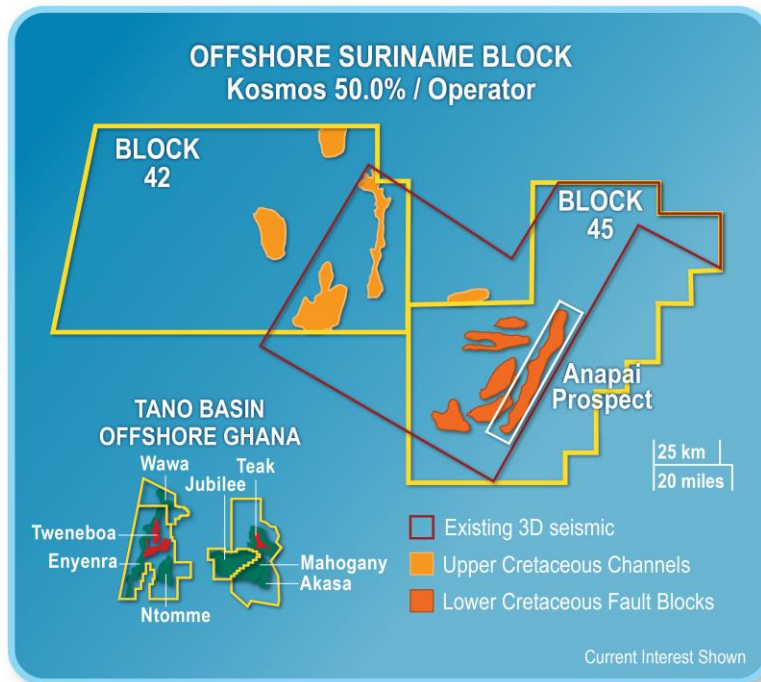 OFFSHORE SURINAME BLOCK
Kosmos 50.0% / Operator
BLOCK
42
BLOCK
45
Anapai
Prospect
TANO BASIN
OFFSHORE GHANA
Wawa
Teak
Jubilee
Tweneboa
Enyenra
Mahogany
Akasa
Ntomme
25 km
20 miles
Existing 3D seismic
Upper Cretaceous Channels
Lower Cretaceous Fault Blocks
Current Interest Shown